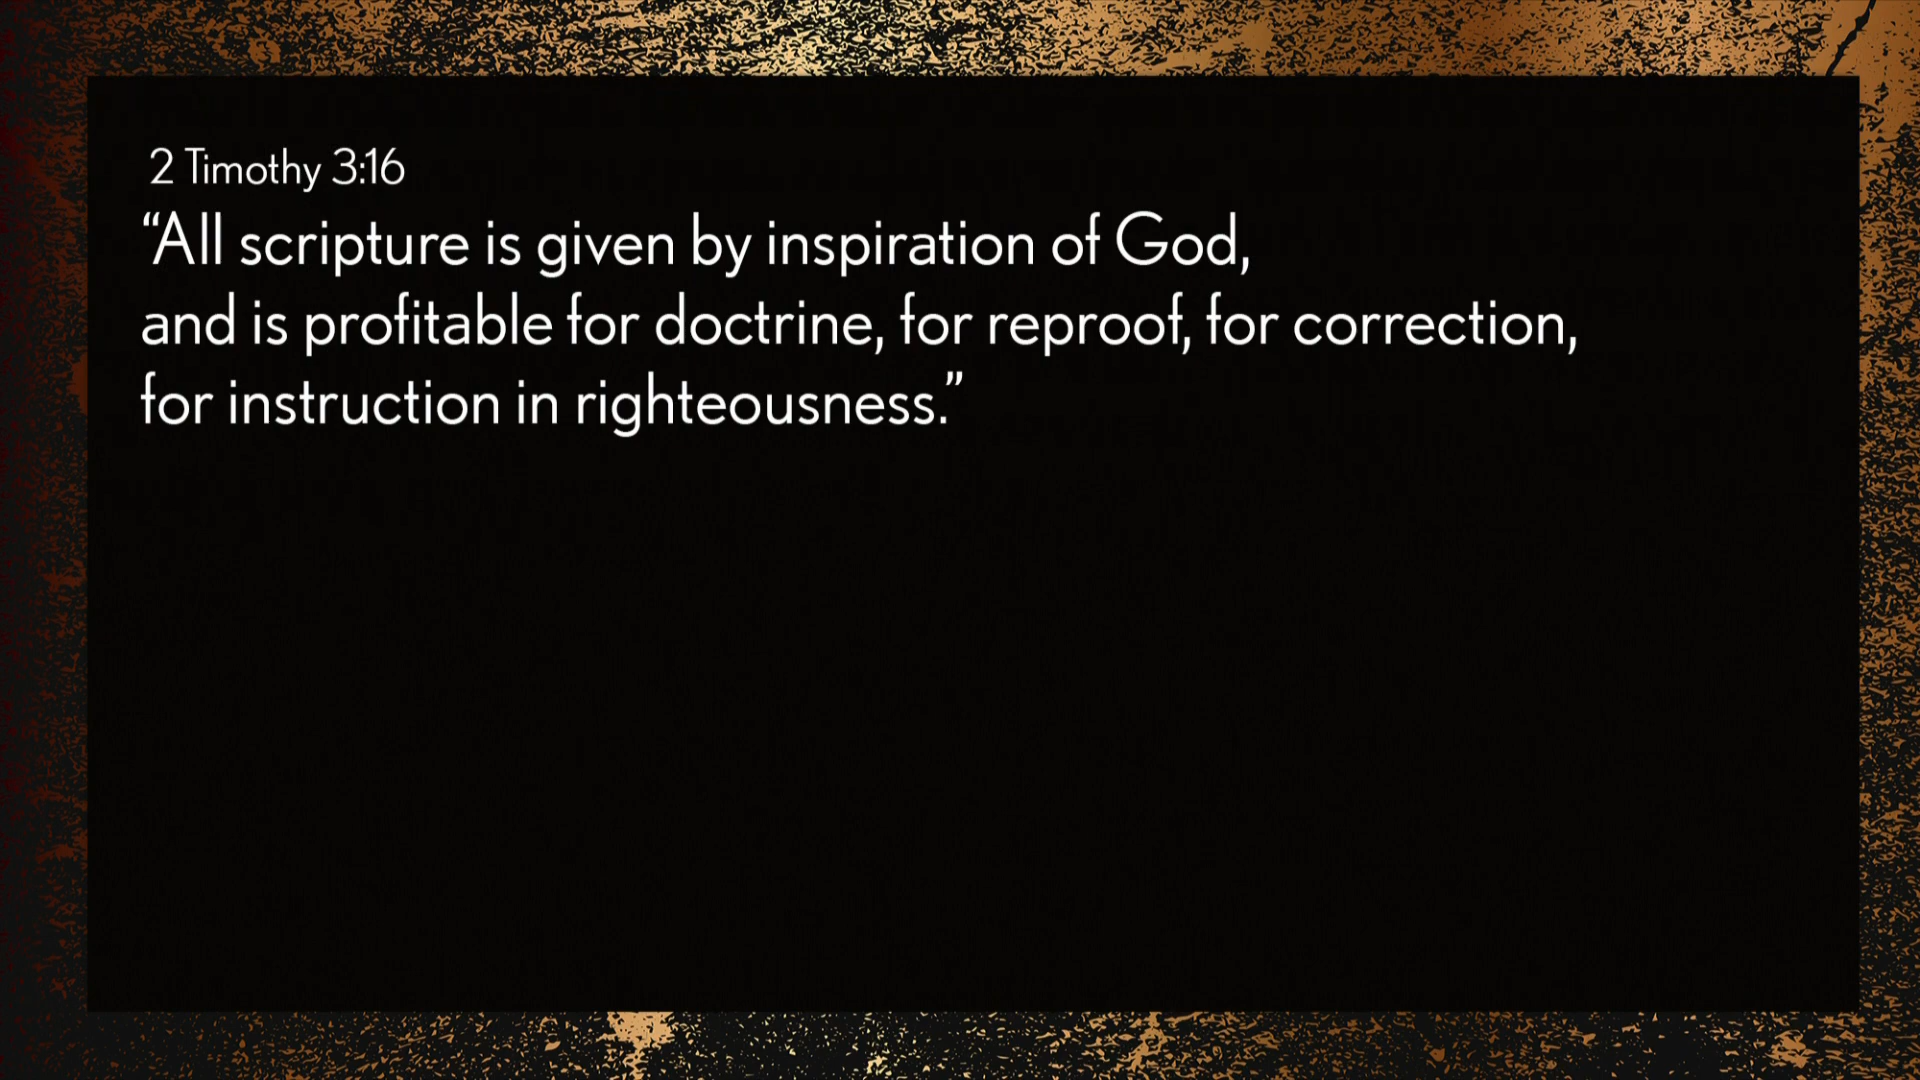 2 Timothy 3:16
“All scripture is given by inspiration of God,
and is profitable for doctrine, for reproof, for correction,
for instruction in righteousness.”